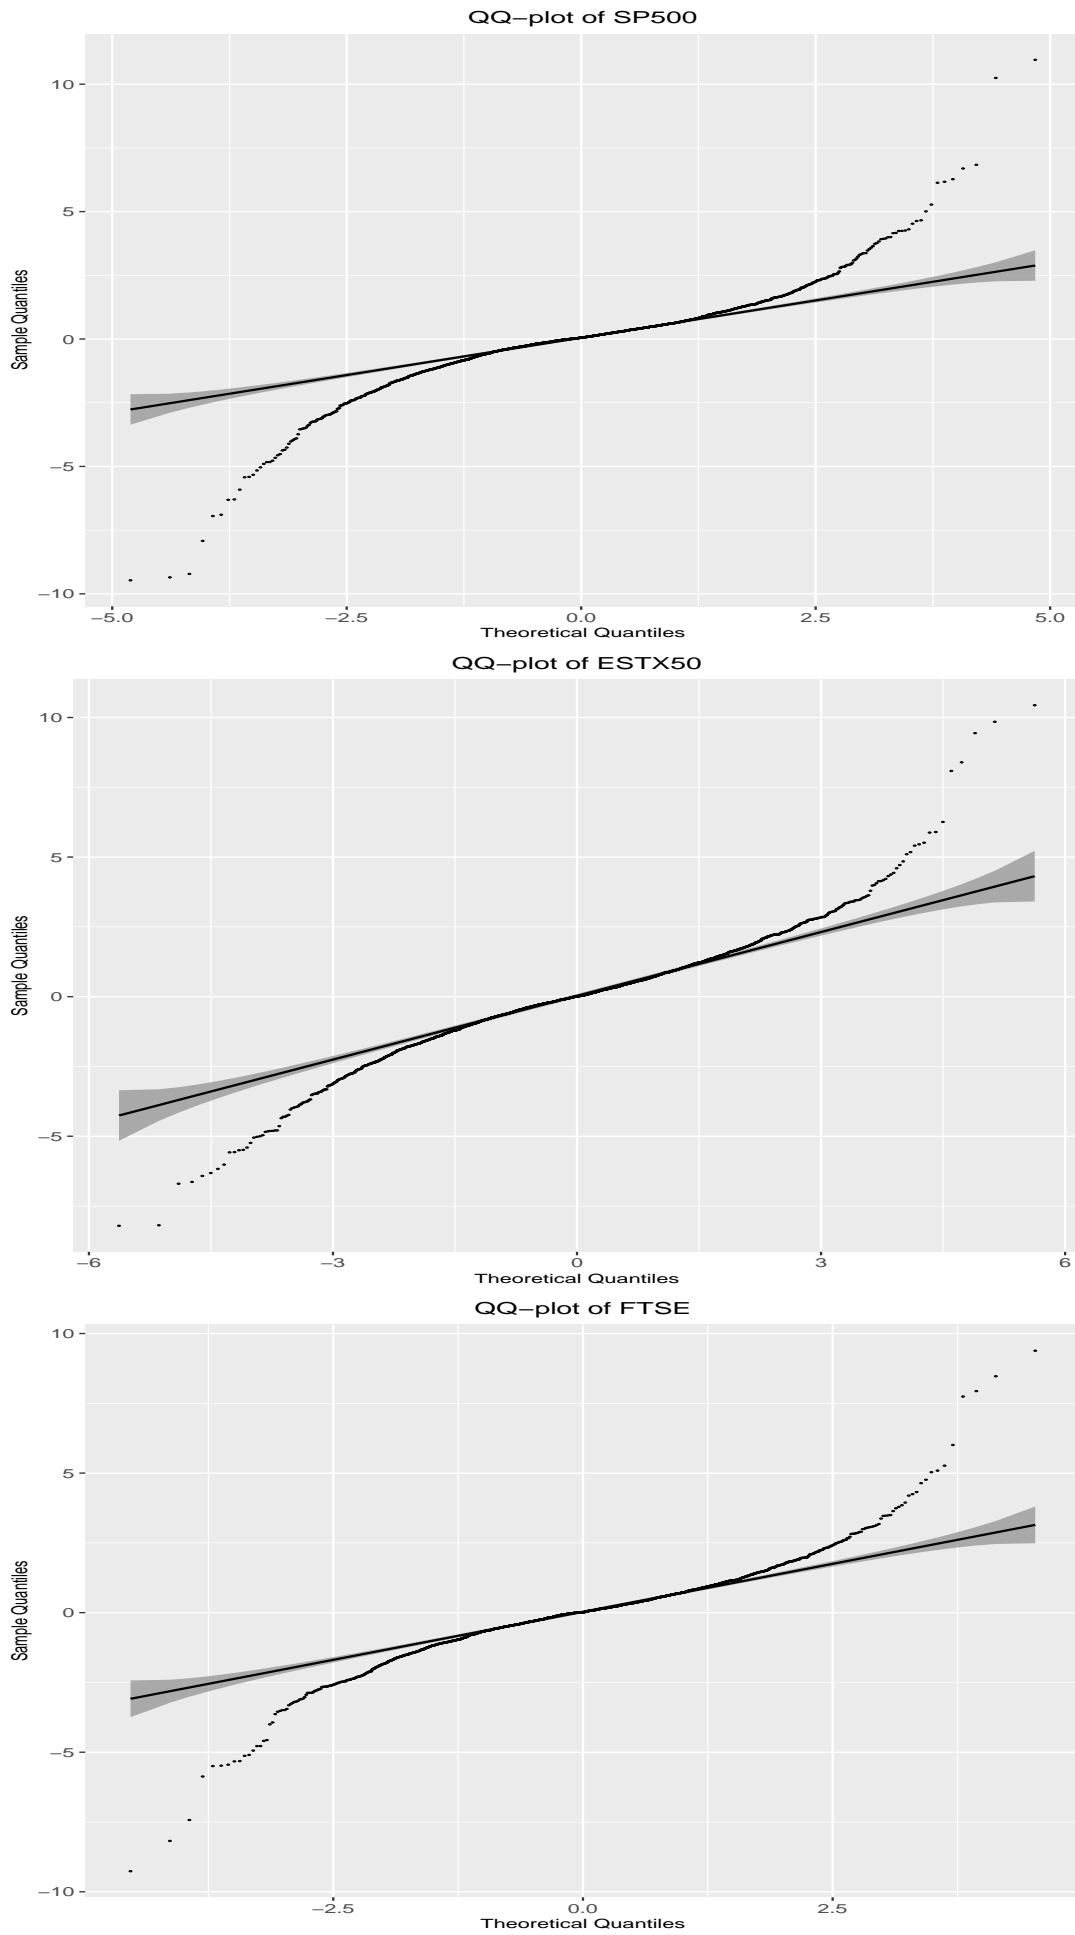 QQ−plot of SP500
10
5
0
−5
−10
Sample Quantiles
−5.0 −2.5 0.0 2.5 5.0
Theoretical Quantiles
QQ−plot of ESTX50
10
5
0
−5
Sample Quantiles
−6 −3 0 3 6
Theoretical Quantiles
QQ−plot of FTSE
10
5
0
−5
−10
Sample Quantiles
−2.5 0.0 2.5
Theoretical Quantiles